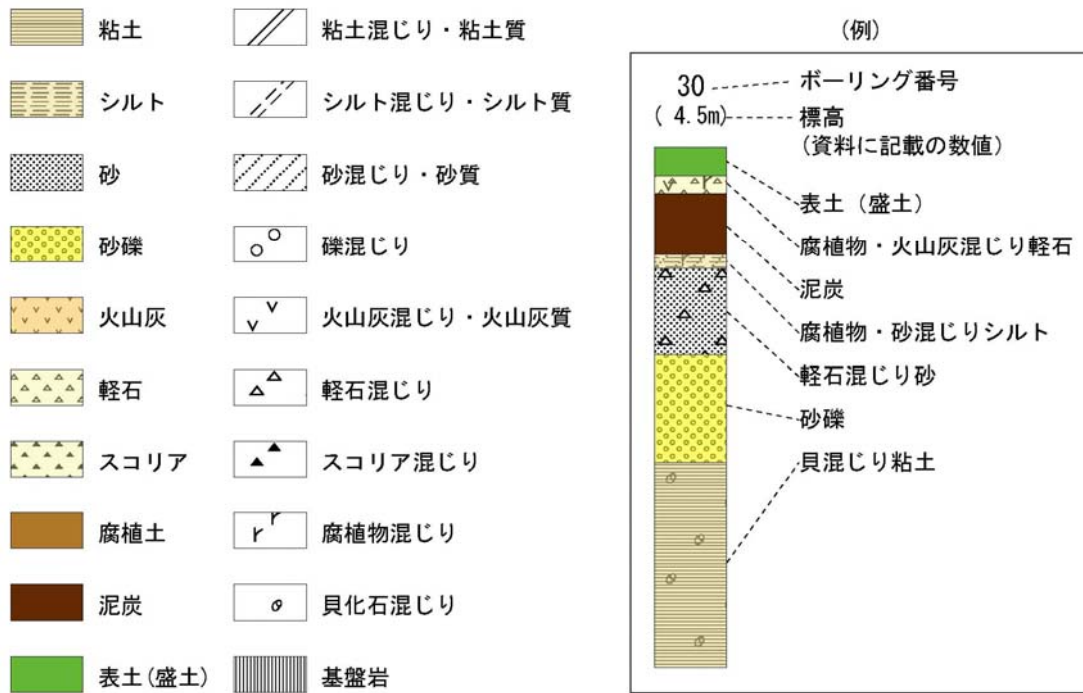 粘土
シルト
砂
砂礫
火山灰
軽石
スコリア
腐植土
泥炭
表土(盛土)
粘土混じり・粘土質
シルト混じり・シルト質
砂混じり・砂質
礫混じり
火山灰混じり・火山灰質
軽石混じり
スコリア混じり
腐植物混じり
貝化石混じり
基盤岩
(例)
30
( 4.5m)
ボーリング番号
標高
(資料に記載の数値)
表土(盛土)
腐植物・火山灰混じり軽石
泥炭
腐植物・砂混じりシルト
軽石混じり砂
砂礫
貝混じり粘土